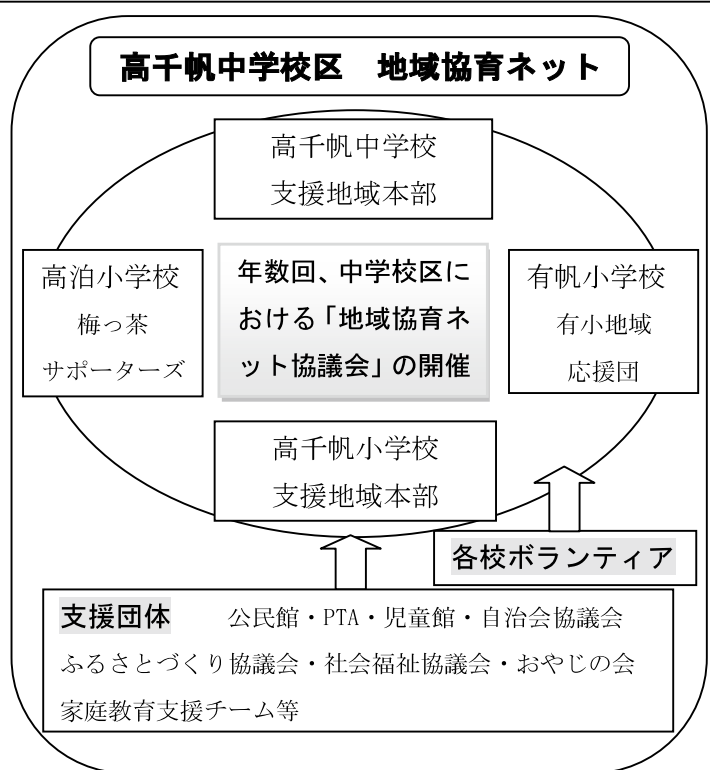 高千帆中学校区　地域協育ネット
高千帆中学校
支援地域本部
高泊小学校
梅っ茶
サポーターズ
年数回、中学校区に
おける「地域協育ネ
ット協議会」の開催
有帆小学校
有小地域
応援団
高千帆小学校
支援地域本部
各校ボランティア
支援団体　公民館・PTA・児童館・自治会協議会
ふるさとづくり協議会・社会福祉協議会・おやじの会
家庭教育支援チーム等